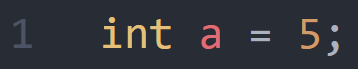 1 int a = 5;